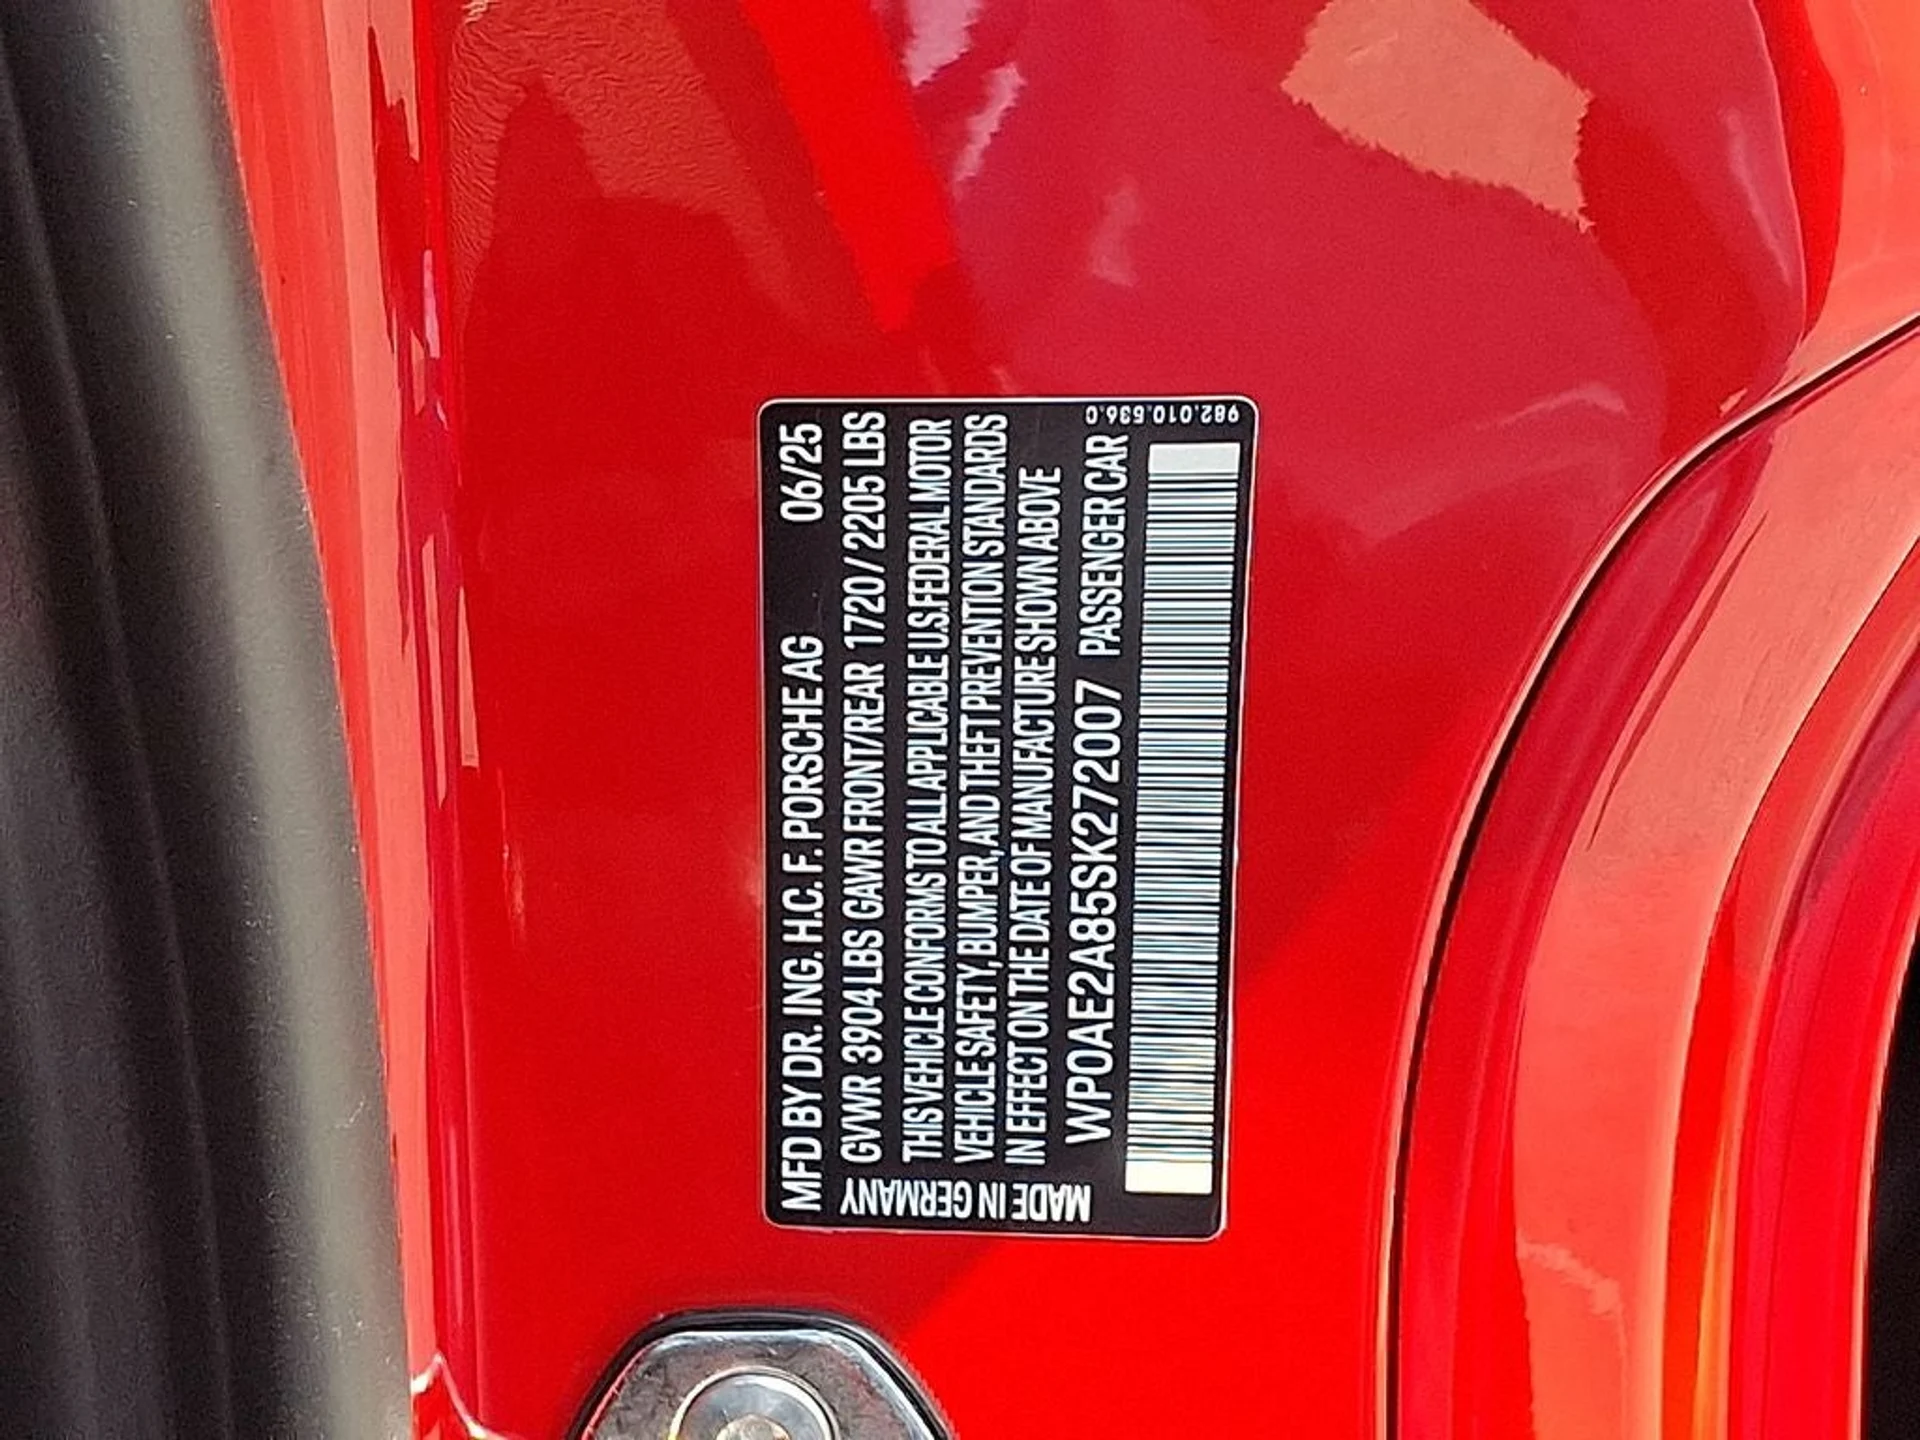 MFD BY DR. ING. H.C. F. PORSCHE AG 06/25
GVWR 3904 LBS GAWR FRONT/REAR 1720 / 2205 LBS
THIS VEHICLE CONFORMS TO ALL APPLICABLE U.S. FEDERAL MOTOR
VEHICLE SAFETY, BUMPER, AND THEFT PREVENTION STANDARDS
IN EFFECT ON THE DATE OF MANUFACTURE SHOWN ABOVE
WP0AE2A85SK272007 PASSENGER CAR
MADE IN GERMANY
982.010.536.0